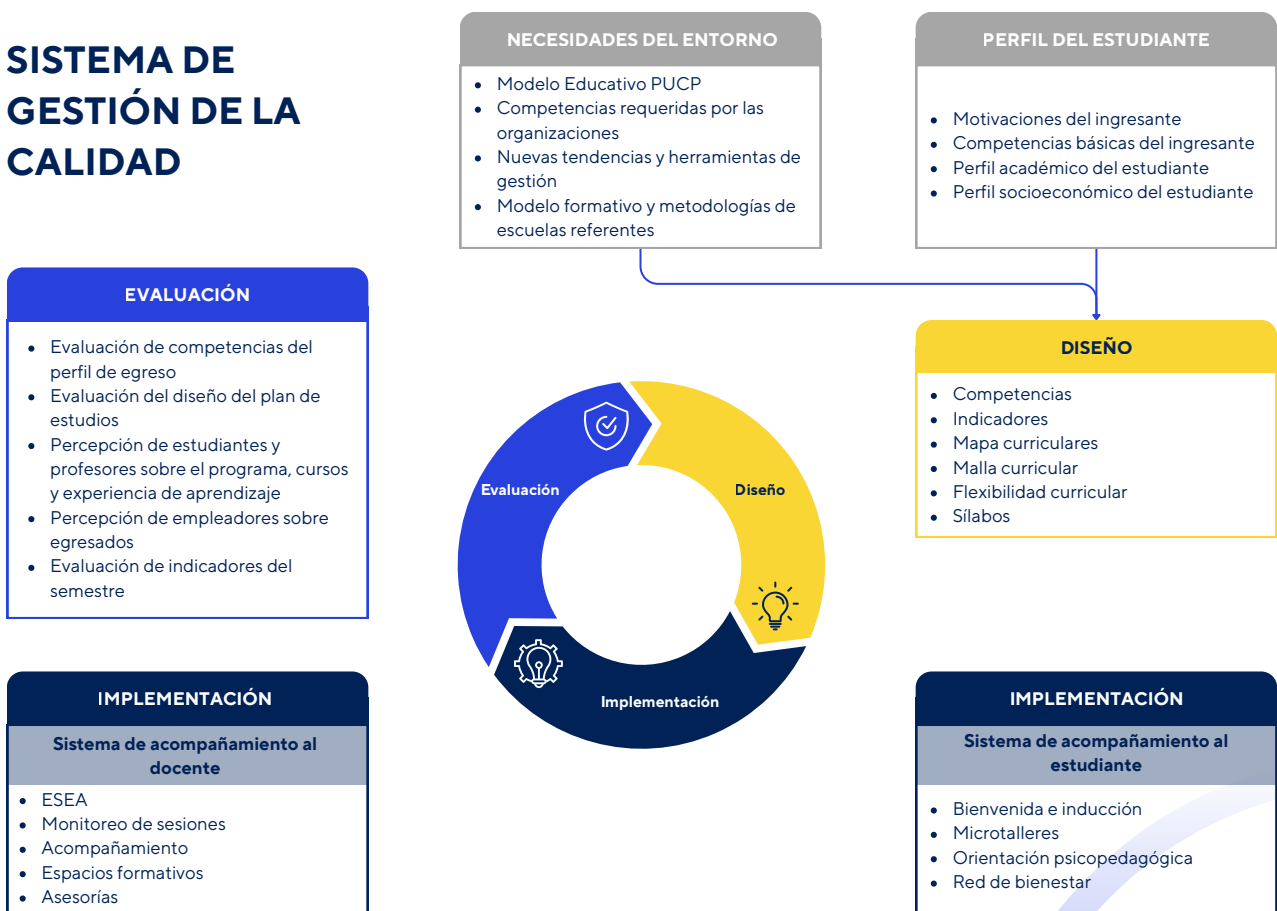 SISTEMA DE
GESTIÓN DE LA
CALIDAD
NECESIDADES DEL ENTORNO
• Modelo Educativo PUCP
• Competencias requeridas por las
organizaciones
• Nuevas tendencias y herramientas de
gestión
• Modelo formativo y metodologías de
escuelas referentes
PERFIL DEL ESTUDIANTE
• Motivaciones del ingresante
• Competencias básicas del ingresante
• Perfil académico del estudiante
• Perfil socioeconómico del estudiante
EVALUACIÓN
• Evaluación de competencias del
perfil de egreso
• Evaluación del diseño del plan de
estudios
• Percepción de estudiantes y
profesores sobre el programa, cursos
y experiencia de aprendizaje
• Percepción de empleadores sobre
egresados
• Evaluación de indicadores del
semestre
Evaluación
Diseño
Implementación
DISEÑO
• Competencias
• Indicadores
• Mapa curriculares
• Malla curricular
• Flexibilidad curricular
• Sílabos
IMPLEMENTACIÓN
Sistema de acompañamiento al
docente
• ESEA
• Monitoreo de sesiones
• Acompañamiento
• Espacios formativos
• Asesorías
IMPLEMENTACIÓN
Sistema de acompañamiento al
estudiante
• Bienvenida e inducción
• Microtalleres
• Orientación psicopedagógica
• Red de bienestar